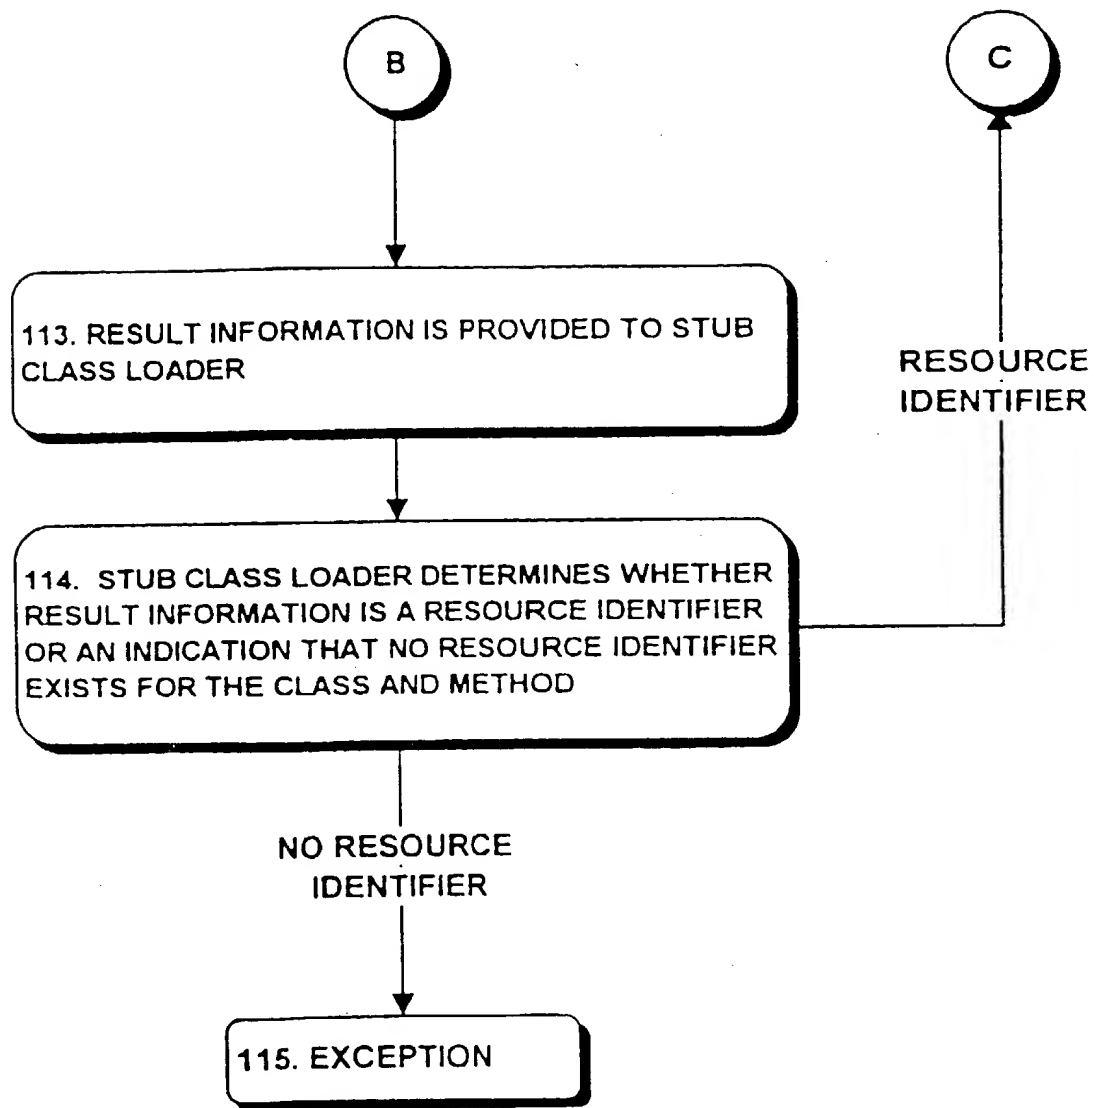 B
C
113. RESULT INFORMATION IS PROVIDED TO STUB
CLASS LOADER
RESOURCE
IDENTIFIER
114. STUB CLASS LOADER DETERMINES WHETHER
RESULT INFORMATION IS A RESOURCE IDENTIFIER
OR AN INDICATION THAT NO RESOURCE IDENTIFIER
EXISTS FOR THE CLASS AND METHOD
NO RESOURCE
IDENTIFIER
115. EXCEPTION